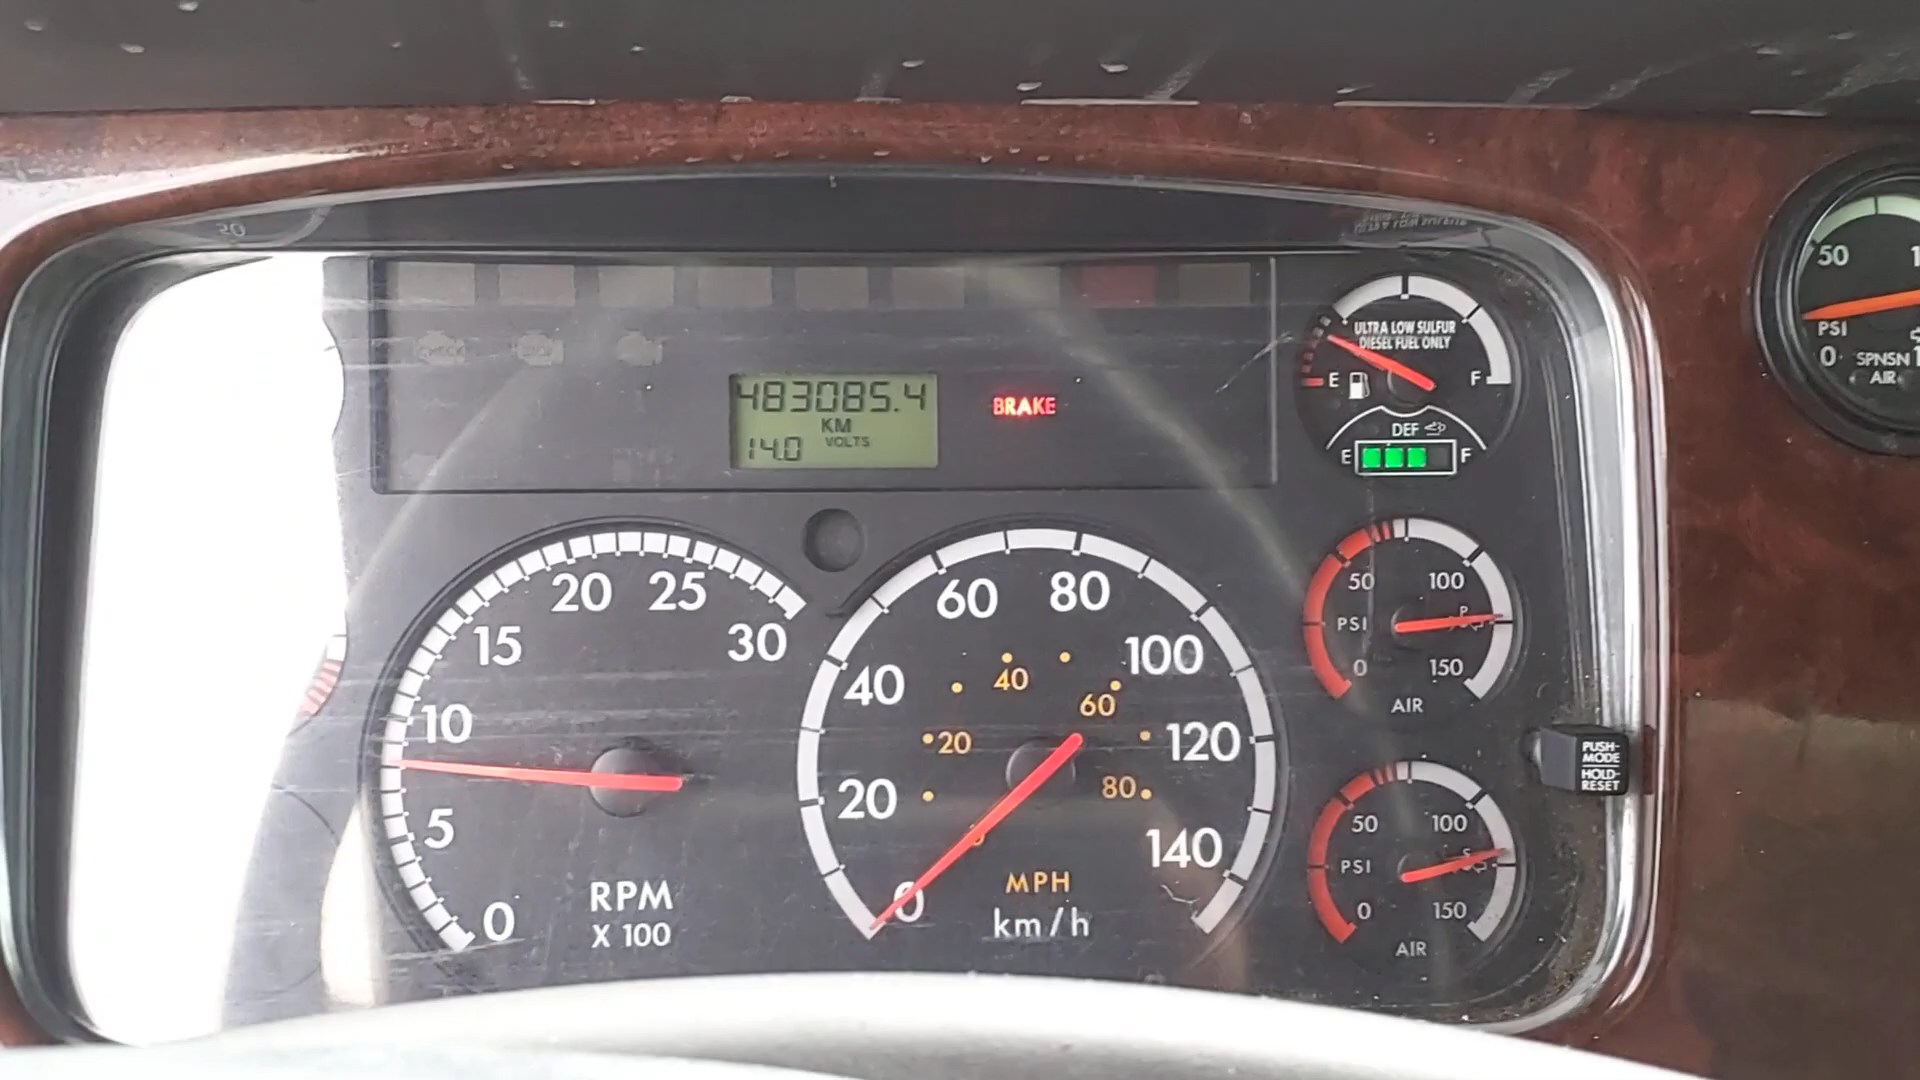 ULTRA LOW SULFUR
DIESEL FUEL ONLY
E F
DEF
E F
483085.4
KM
14.0 VOLTS
BRAKE
CHECK
50
PSI
0 SPNSN
AIR
20 25
15 30
10
5
0
RPM
X 100
60 80
40 100
20 120
0 140
40
60
20
80
MPH
km/h
50 100
PSI P
0 150
AIR
50 100
PSI S
0 150
AIR
PUSH-
MODE
HOLD-
RESET